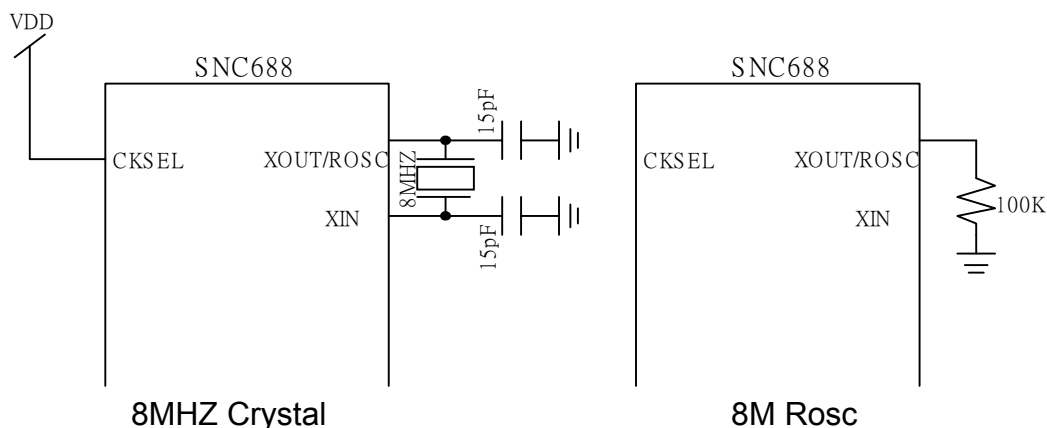 VDD
SNC688
CKSEL
XOUT/ROSC
XIN
8MHZ
15pF
15pF
8MHZ Crystal
SNC688
CKSEL
XOUT/ROSC
XIN
100K
8M Rosc